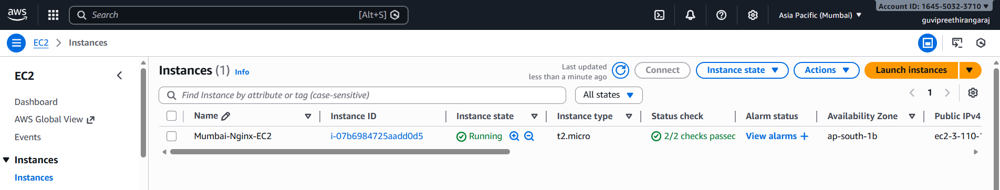 aws
Search [Alt+S]
Asia Pacific (Mumbai)
Account ID: 1645-5032-3710
guvipreethirangaraj
EC2 Instances
EC2
Dashboard
AWS Global View
Events
Instances
Instances
Instances (1) Info
Last updated
less than a minute ago
Connect Instance state Actions Launch instances
Find Instance by attribute or tag (case-sensitive)
All states
1
Name Instance ID Instance state Instance type Status check Alarm status Availability Zone Public IPv4
Mumbai-Nginx-EC2 i-07b6984725aadd0d5 Running t2.micro 2/2 checks passed View alarms + ap-south-1b ec2-3-110-